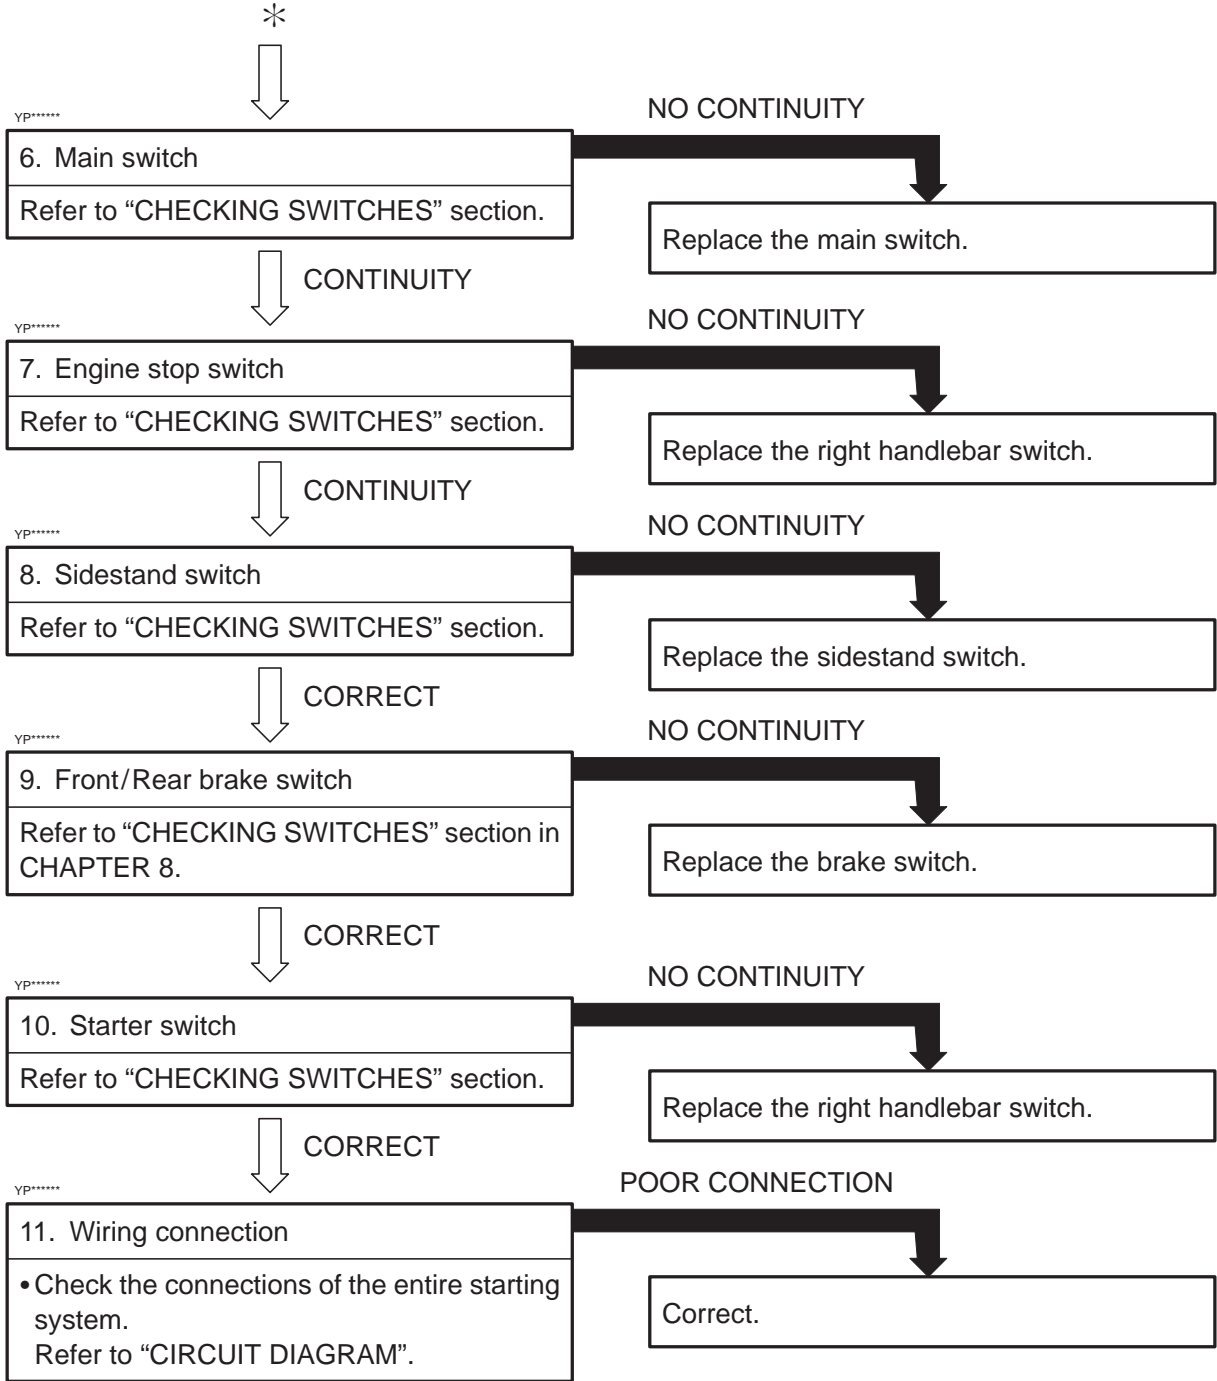 *
YP******
NO CONTINUITY
6. Main switch
Refer to “CHECKING SWITCHES” section.
Replace the main switch.
CONTINUITY
YP******
NO CONTINUITY
7. Engine stop switch
Refer to “CHECKING SWITCHES” section.
Replace the right handlebar switch.
CONTINUITY
YP******
NO CONTINUITY
8. Sidestand switch
Refer to “CHECKING SWITCHES” section.
Replace the sidestand switch.
CORRECT
YP******
NO CONTINUITY
9. Front/Rear brake switch
Refer to “CHECKING SWITCHES” section in
CHAPTER 8.
Replace the brake switch.
CORRECT
YP******
NO CONTINUITY
10. Starter switch
Refer to “CHECKING SWITCHES” section.
Replace the right handlebar switch.
CORRECT
YP******
POOR CONNECTION
11. Wiring connection
• Check the connections of the entire starting
system.
Refer to “CIRCUIT DIAGRAM”.
Correct.